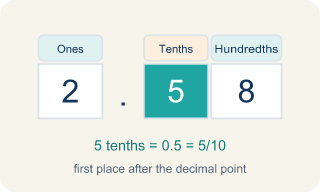 Ones Tenths Hundredths
2 . 5 8
5 tenths = 0.5 = 5/10
first place after the decimal point